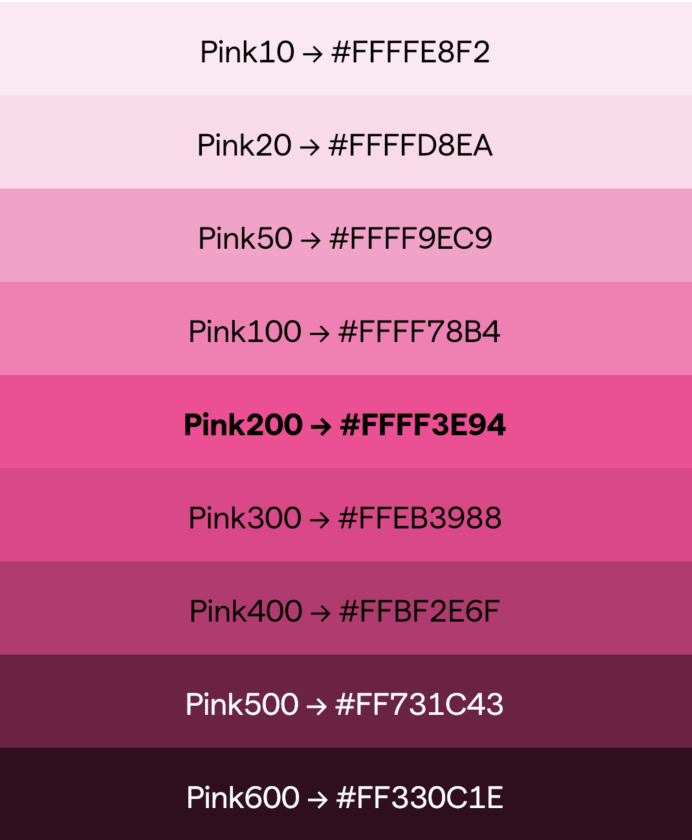 Pink10 → #FFFFE8F2
Pink20 → #FFFFD8EA
Pink50 → #FFFF9EC9
Pink100 → #FFFF78B4
Pink200 → #FFFF3E94
Pink300 → #FFEB3988
Pink400 → #FFBF2E6F
Pink500 → #FF731C43
Pink600 → #FF330C1E